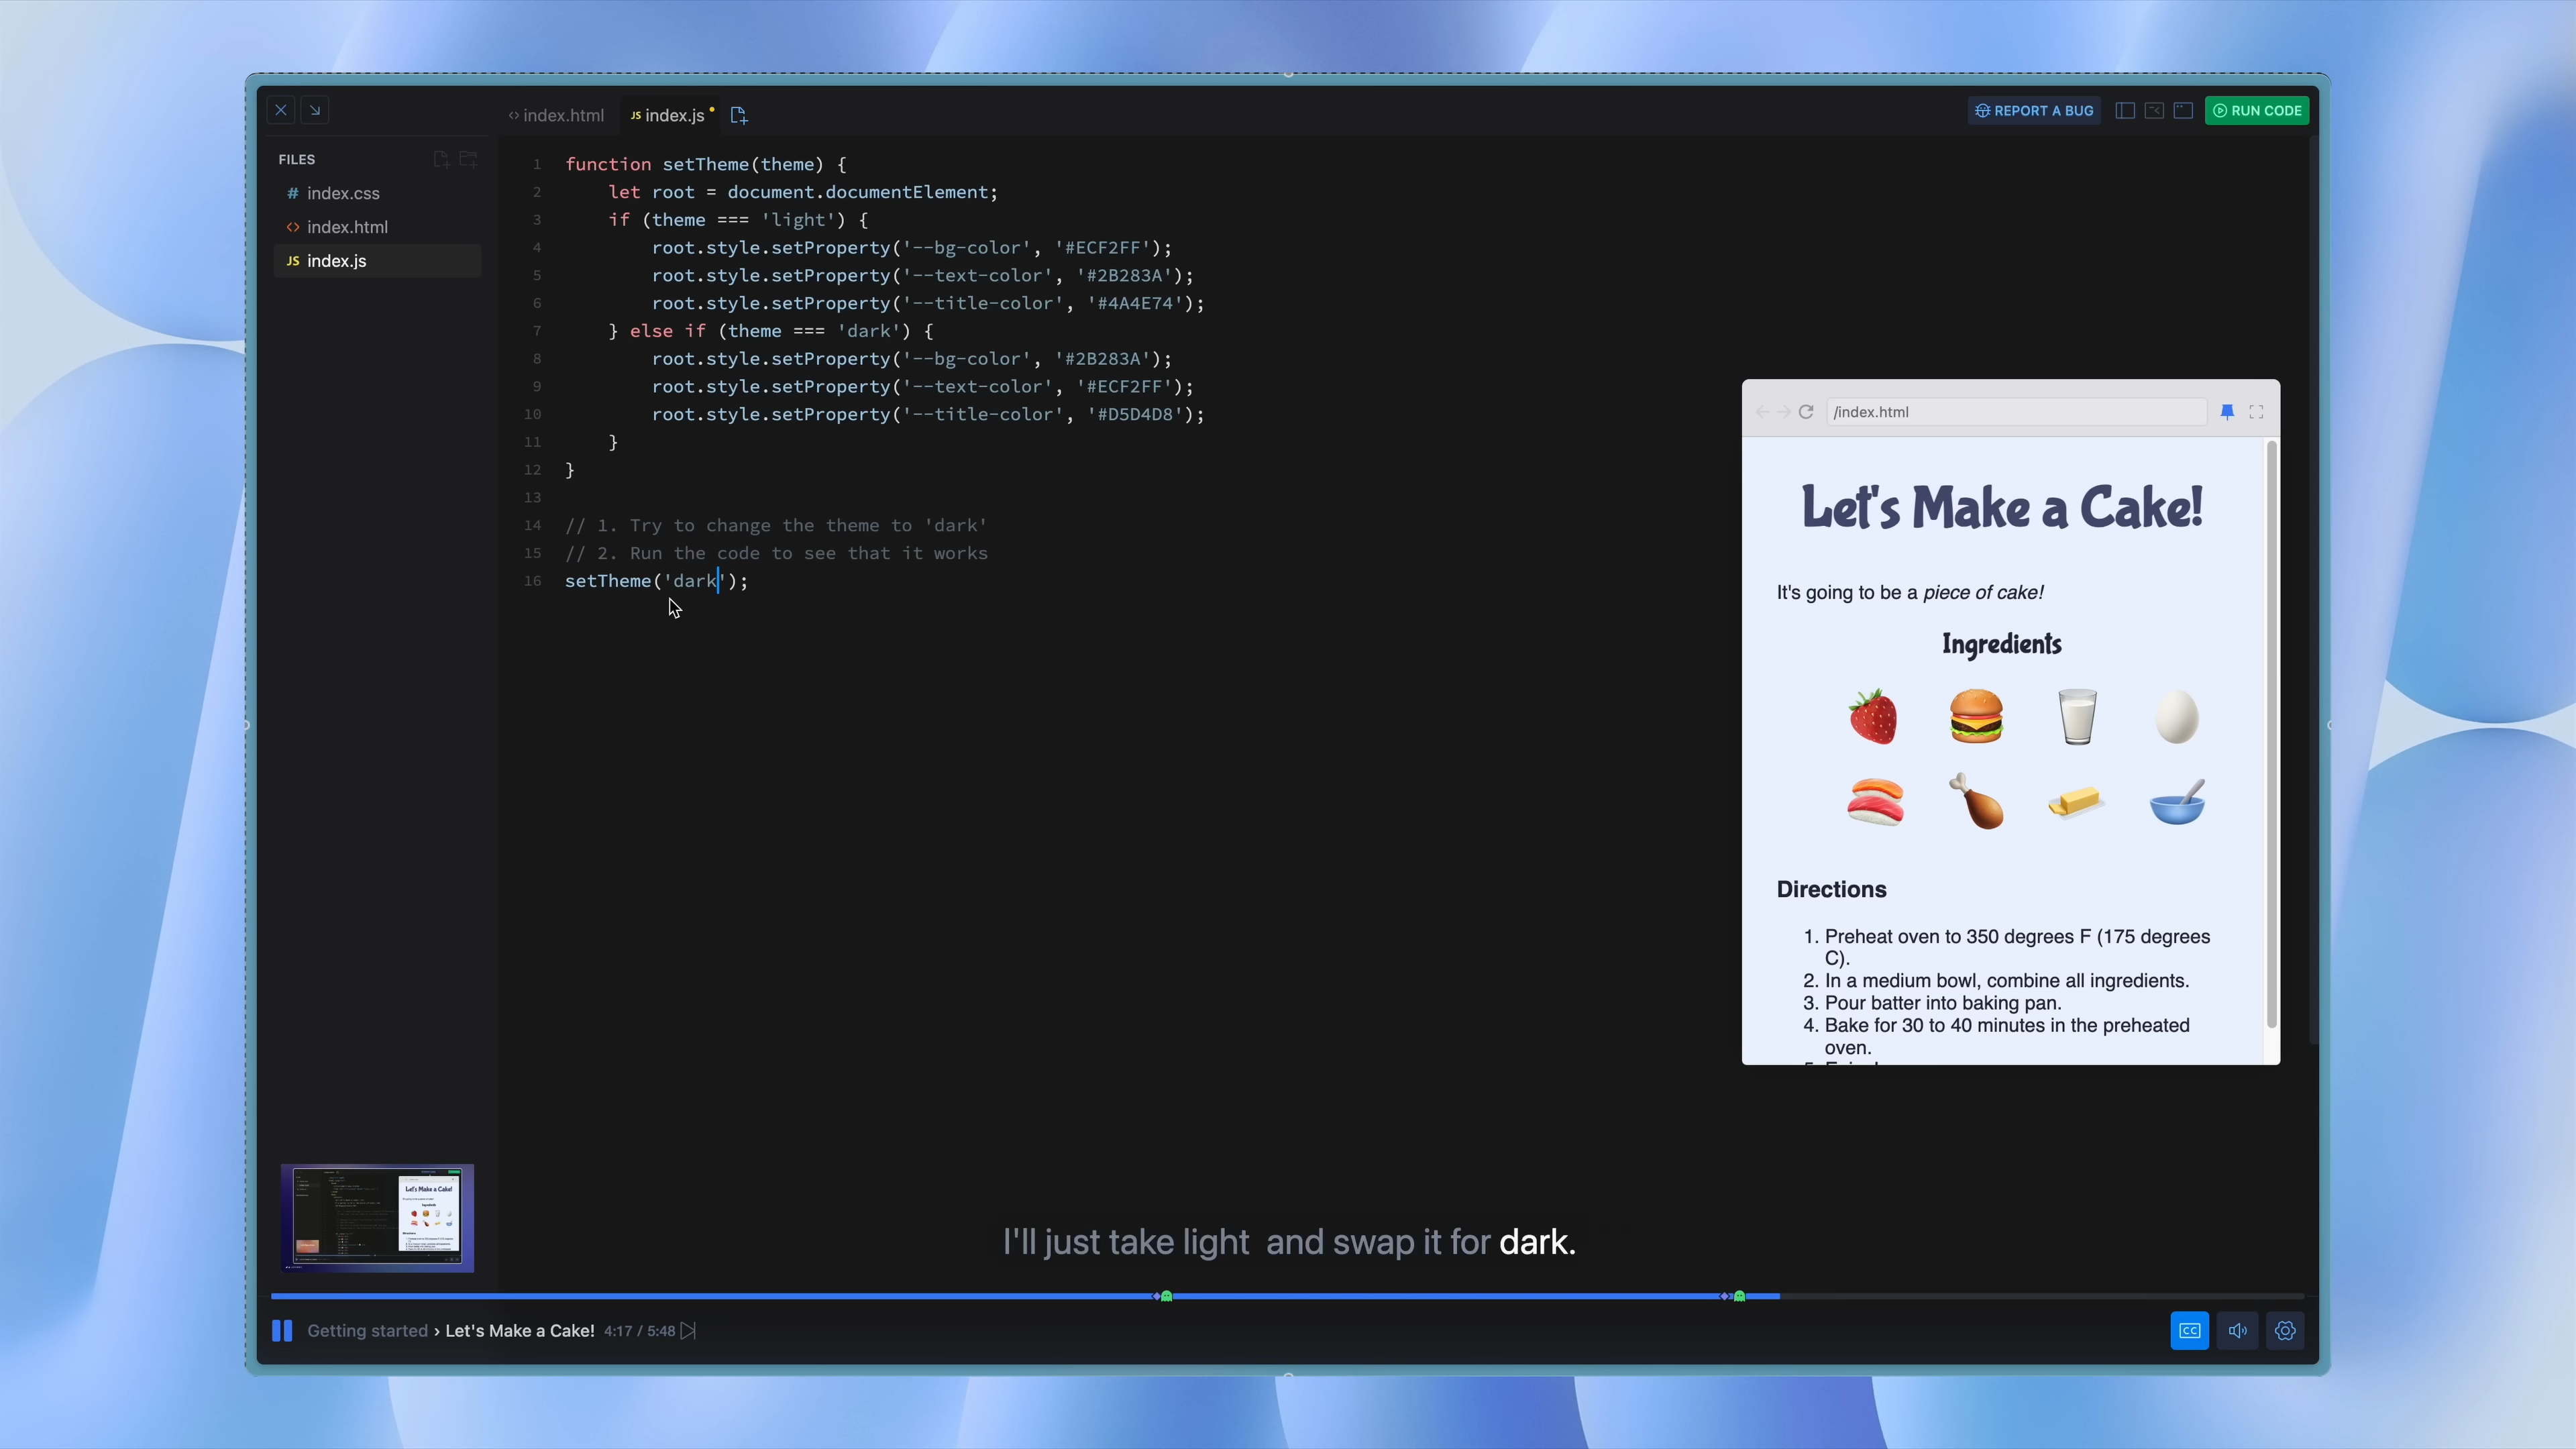 index.html
JS index.js
REPORT A BUG
RUN CODE
FILES
# index.css
<> index.html
JS index.js
1 function setTheme(theme) {
2 let root = document.documentElement;
3 if (theme === 'light') {
4 root.style.setProperty('--bg-color', '#ECF2FF');
5 root.style.setProperty('--text-color', '#2B283A');
6 root.style.setProperty('--title-color', '#4A4E74');
7 } else if (theme === 'dark') {
8 root.style.setProperty('--bg-color', '#2B283A');
9 root.style.setProperty('--text-color', '#ECF2FF');
10 root.style.setProperty('--title-color', '#D5D4D8');
11 }
12 }
13
14 // 1. Try to change the theme to 'dark'
15 // 2. Run the code to see that it works
16 setTheme('dark');
/index.html
Let's Make a Cake!
It's going to be a piece of cake!
Ingredients
Directions
1. Preheat oven to 350 degrees F (175 degrees
C).
2. In a medium bowl, combine all ingredients.
3. Pour batter into baking pan.
4. Bake for 30 to 40 minutes in the preheated
oven.
Let's Make a Cake!
Ingredients
I'll just take light and swap it for dark.
Getting started › Let's Make a Cake! 4:17 / 5:48
CC